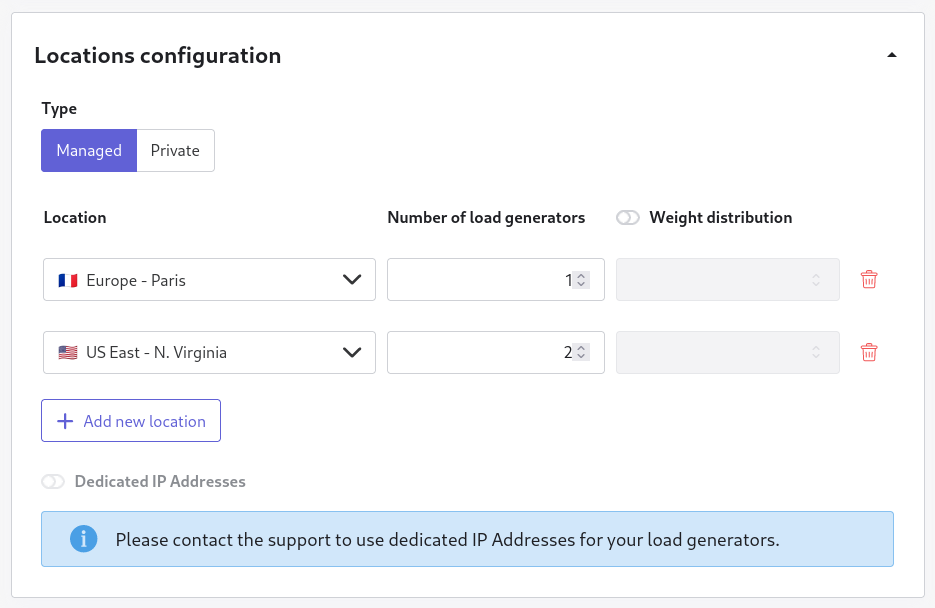 Locations configuration
Type
Managed Private
Location Number of load generators Weight distribution
Europe - Paris 1
US East - N. Virginia 2
Add new location
Dedicated IP Addresses
Please contact the support to use dedicated IP Addresses for your load generators.